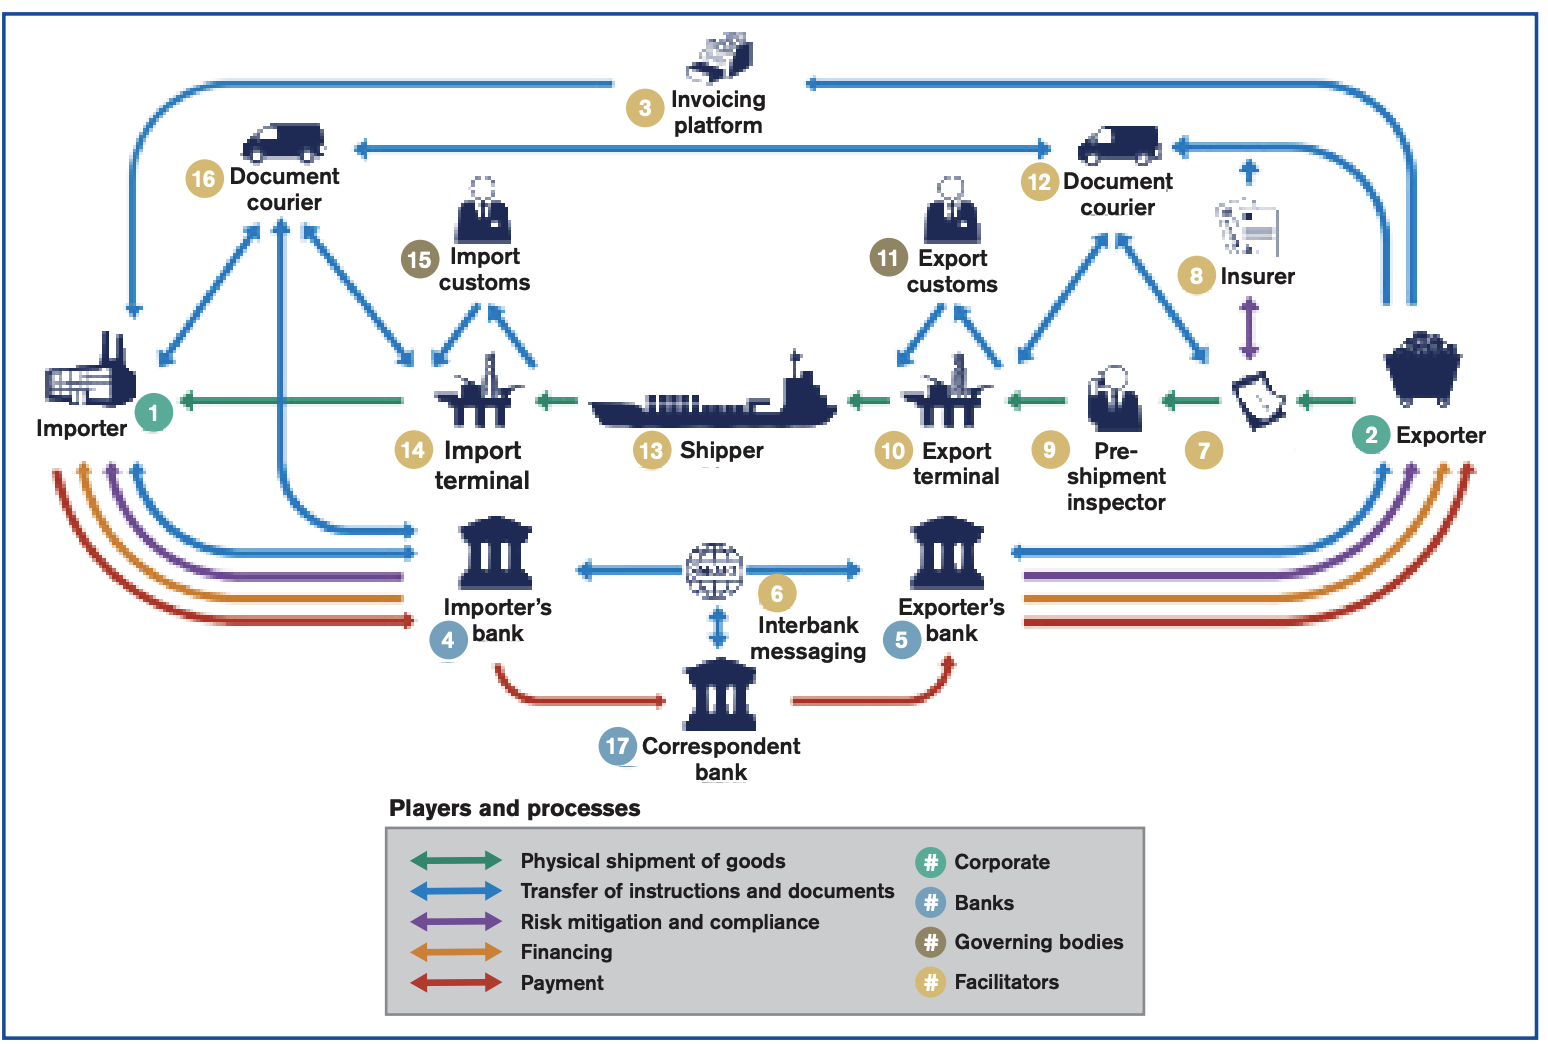 3
Invoicing
platform
16
Document
courier
12
Document
courier
15
Import
customs
11
Export
customs
8
Insurer
Importer
1
14
Import
terminal
13
Shipper
10
Export
terminal
9
Pre-
shipment
inspector
7
2
Exporter
Importer's
bank
4
6
Interbank
messaging
Exporter's
bank
5
17
Correspondent
bank
Players and processes
Physical shipment of goods
Transfer of instructions and documents
Risk mitigation and compliance
Financing
Payment
# Corporate
# Banks
# Governing bodies
# Facilitators